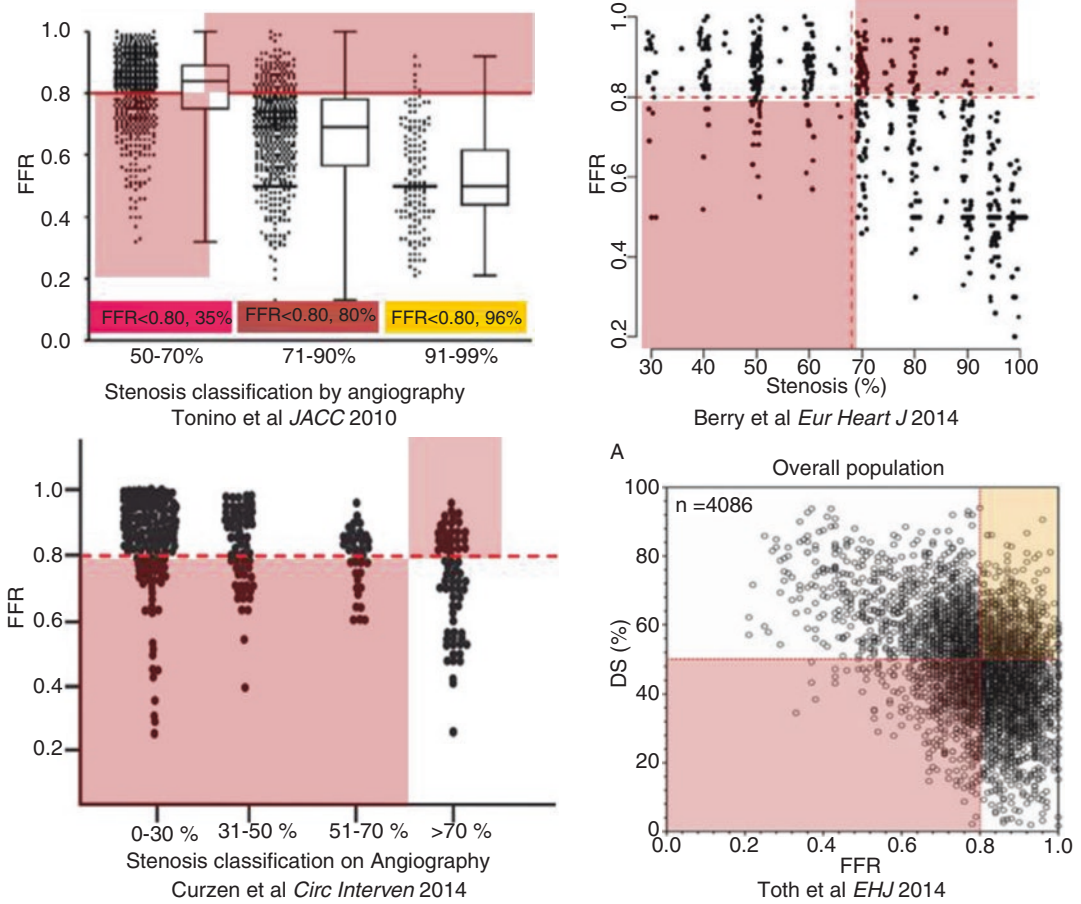 1.0
0.8
0.6
0.4
0.2
0.0
FFR
FFR<0.80, 35%
FFR<0.80, 80%
FFR<0.80, 96%
50-70%
71-90%
91-99%
Stenosis classification by angiography
Tonino et al JACC 2010
1.0
0.8
0.6
0.4
0.2
FFR
30 40 50 60 70 80 90 100
Stenosis (%)
Berry et al Eur Heart J 2014
1.0
0.8
0.6
0.4
0.2
FFR
0-30 %
31-50 %
51-70 %
>70 %
Stenosis classification on Angiography
Curzen et al Circ Interven 2014
A
Overall population
n =4086
100
80
60
40
20
0
DS (%)
0.0 0.2 0.4 0.6 0.8 1.0
FFR
Toth et al EHJ 2014